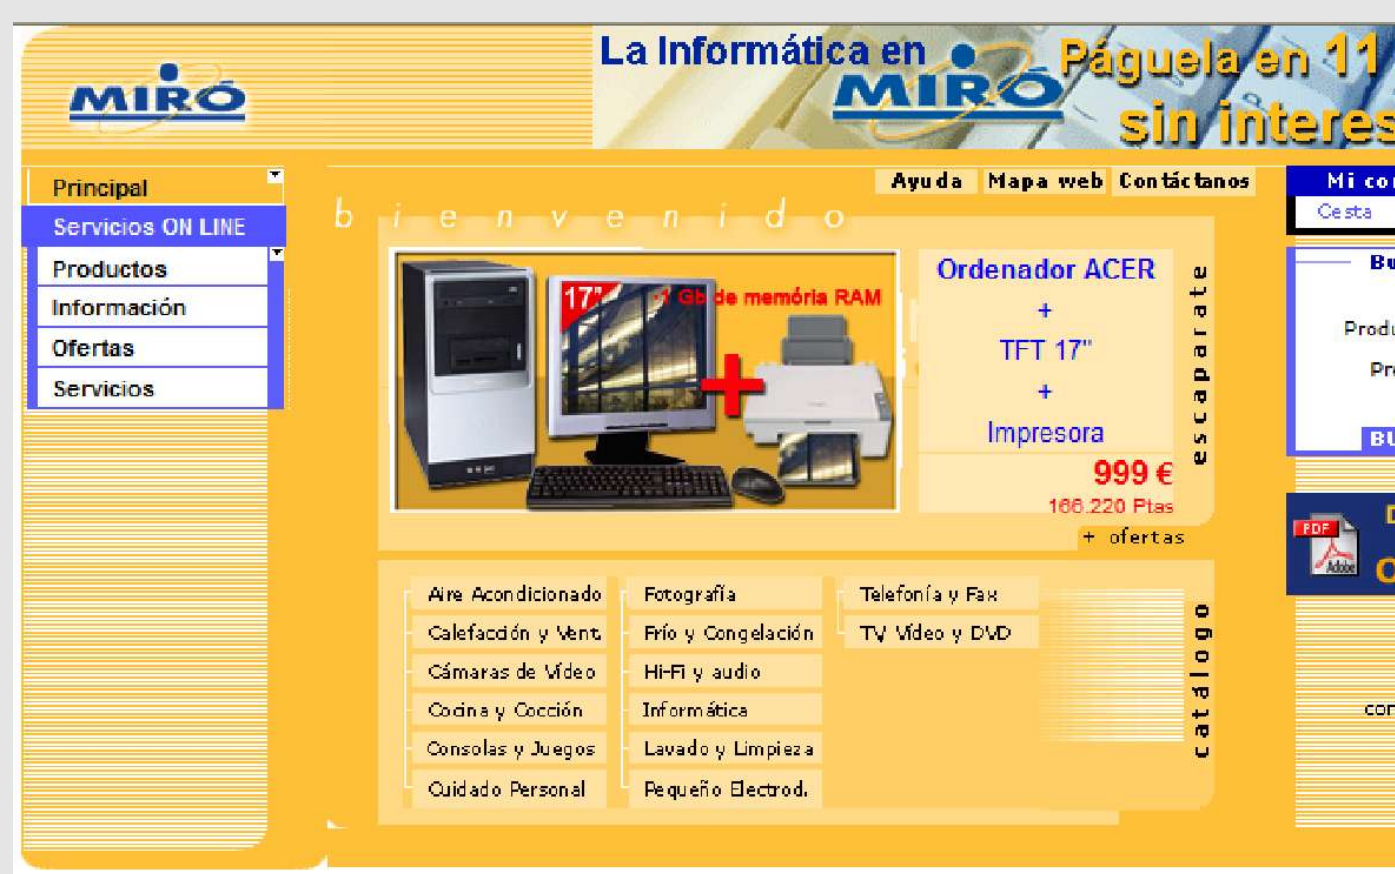 MIRÓ
La Informática en
MIRÓ
Páguela en 11
sin
Principal
Servicios ON LINE
Productos
Información
Ofertas
Servicios
Ayuda Mapa web Contáctanos
Mi
Cesta
bienvenido
17"
1 Gb de memória RAM
Ordenador ACER
+
TFT 17"
+
Impresora
999 €
166.220 Ptas
escaparate
+ ofertas
PDF
Adobe
Aire Acondicionado
Calefacción y Vent.
Cámaras de Vídeo
Cocina y Cocción
Consolas y Juegos
Cuidado Personal
Fotografía
Frío y Congelación
Hi-Fi y audio
Informática
Lavado y Limpieza
Pequeño Electrod.
Telefonía y Fax
TV Vídeo y DVD
catálogo